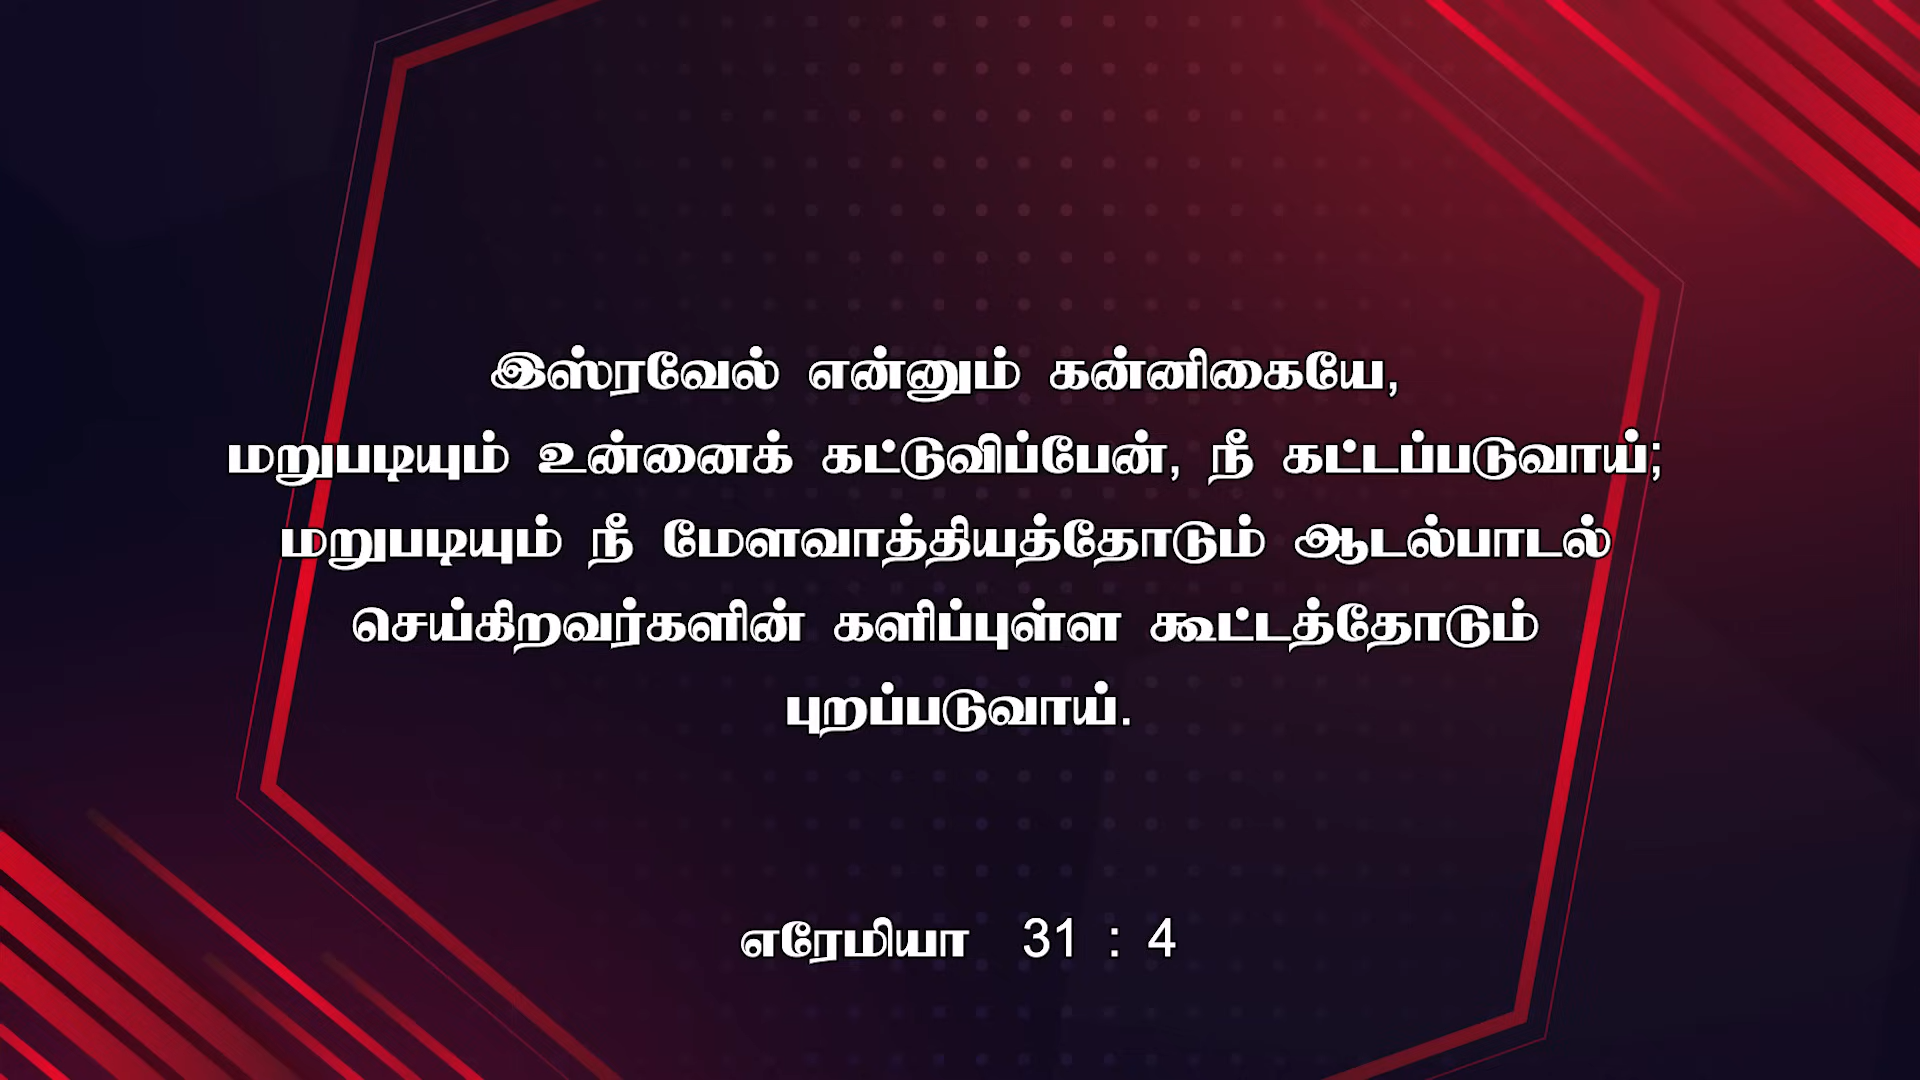 இஸ்ரவேல் என்னும் கன்னிகையே,
மறுபடியும் உன்னைக் கட்டுவிப்பேன், நீ கட்டப்படுவாய்;
மறுபடியும் நீ மேளவாத்தியத்தோடும் ஆடல்பாடல்
செய்கிறவர்களின் களிப்புள்ள கூட்டத்தோடும்
புறப்படுவாய்.
எரேமியா 31 : 4